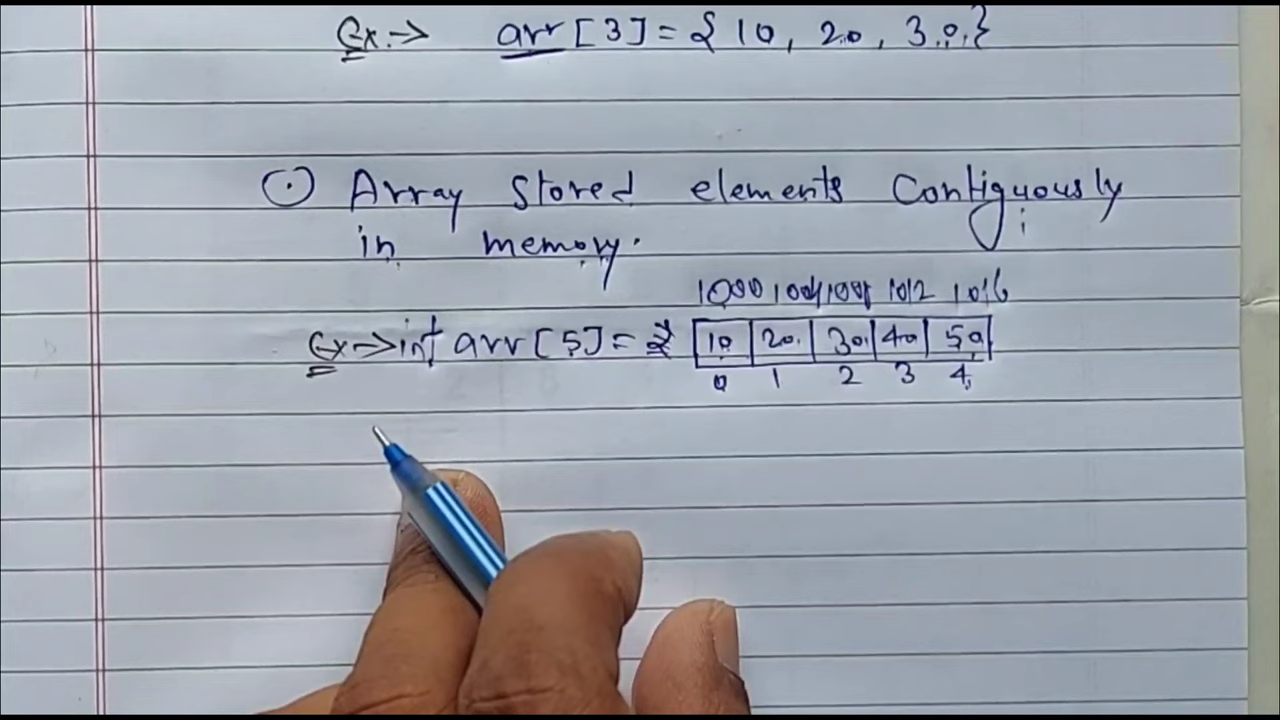 Ex. → arr [3] = { 10, 20, 30,}
⊙ Array Stored elements Contiguously
in memory.
1000 1004 1008 1012 1016
Ex → int arr [5] = { 10 20 30 40 50
0 1 2 3 4